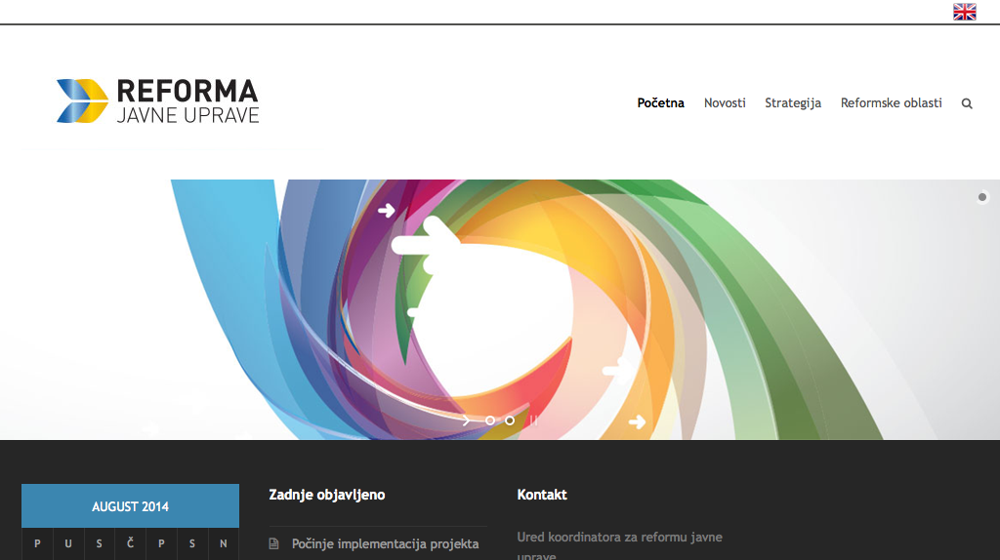 REFORMA
JAVNE UPRAVE
Početna Novosti Strategija Reformske oblasti
AUGUST 2014
P U S Č P S N
Zadnje objavljeno
Počinje implementacija projekta
Kontakt
Ured koordinatora za reformu javne
uprave